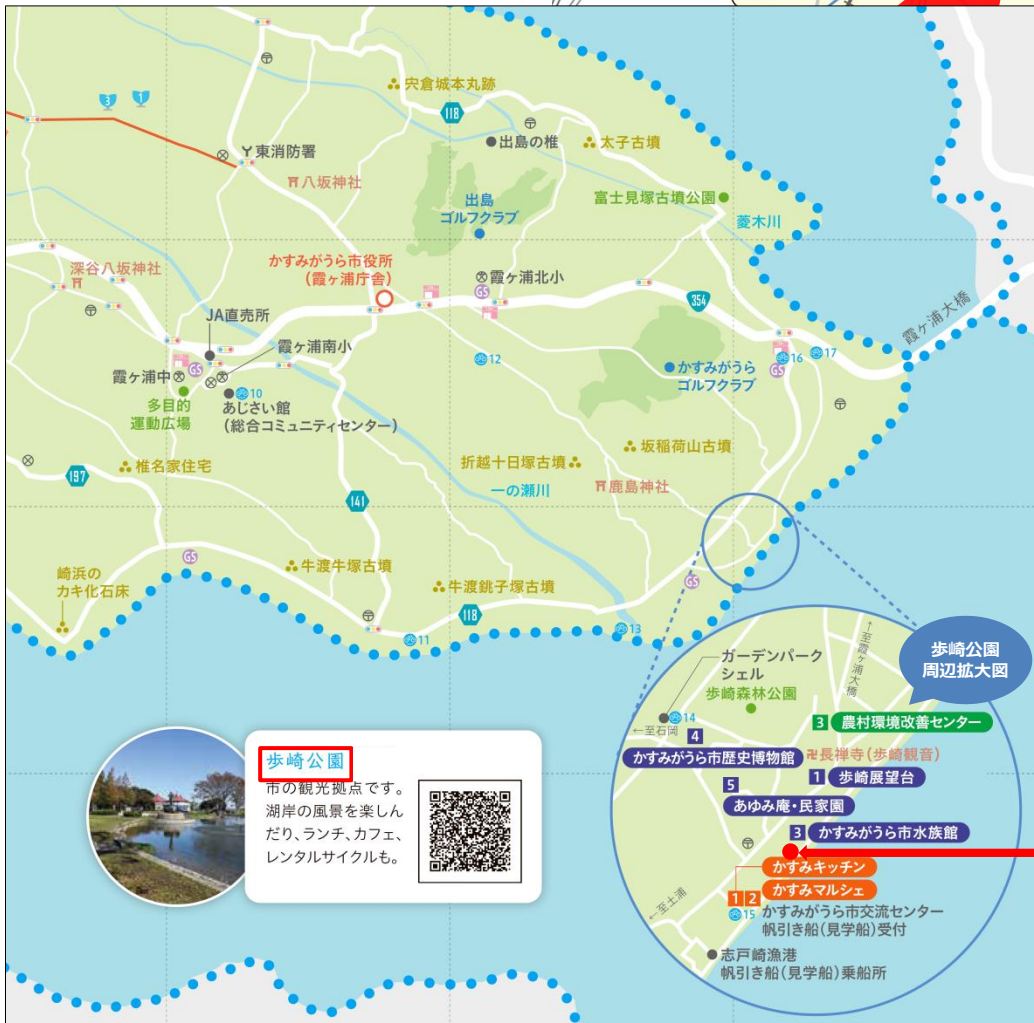 宍倉城本丸跡
118
3
1
出島の椎
太子古墳
東消防署
八坂神社
出島
ゴルフクラブ
富士見塚古墳公園
菱木川
かすみがうら市役所
(霞ヶ浦庁舎)
深谷八坂神社
霞ヶ浦北小
GS
354
霞ヶ浦大橋
JA直売所
霞ヶ浦南小
12
16
17
GS
かすみがうら
ゴルフクラブ
霞ヶ浦中
GS
10
多目的
運動広場
あじさい館
(総合コミュニティセンター)
坂稲荷山古墳
椎名家住宅
折越十日塚古墳
197
141
一の瀬川
鹿島神社
GS
崎浜の
カキ化石床
牛渡牛塚古墳
牛渡銚子塚古墳
GS
118
11
13
歩崎公園
周辺拡大図
ガーデンパーク
シェル
歩崎森林公園
←至霞ヶ浦大橋
14
←至石岡
3 農村環境改善センター
4
かすみがうら市歴史博物館
卍長禅寺(歩崎観音)
1 歩崎展望台
5
あゆみ庵・民家園
3 かすみがうら市水族館
かすみキッチン
かすみマルシェ
1 2
←至土浦
15 かすみがうら市交流センター
帆引き船(見学船)受付
志戸崎漁港
帆引き船(見学船)乗船所
歩崎公園
市の観光拠点です。
湖岸の風景を楽しん
だり、ランチ、カフェ、
レンタルサイクルも。